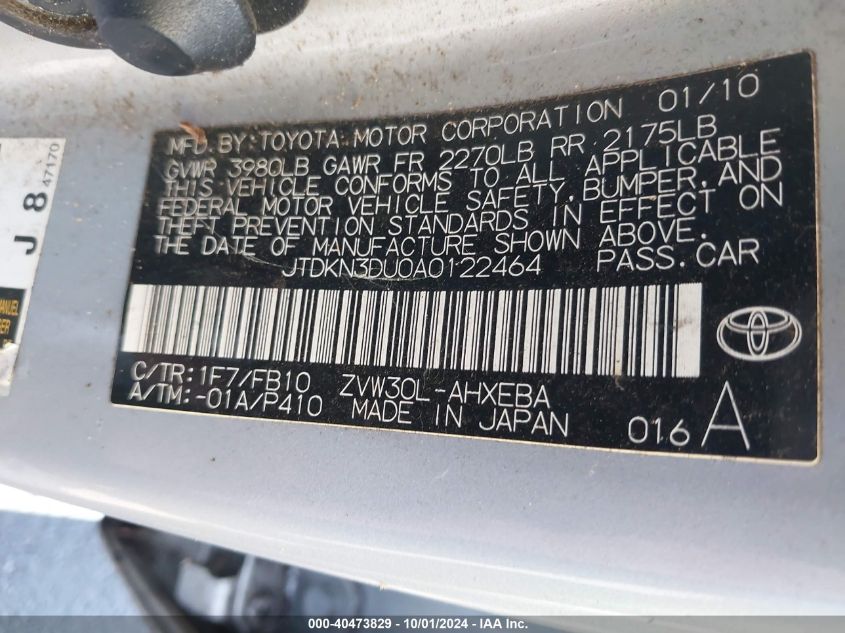 01/10
MFD. BY: TOYOTA MOTOR CORPORATION
GVWR 3980LB GAWR FR 2270LB RR 2175LB
THIS VEHICLE CONFORMS TO ALL APPLICABLE
FEDERAL MOTOR VEHICLE SAFETY, BUMPER, AND
THEFT PREVENTION STANDARDS IN EFFECT ON
THE DATE OF MANUFACTURE SHOWN ABOVE.
JTDKN3DU0A0122464 PASS. CAR
C/TR: 1F7/FB10 ZVW30L-AHXEBA
A/TM: -01A/P410 MADE IN JAPAN
016 A
J 8
47170
000-40473829 - 10/01/2024 - IAA Inc.